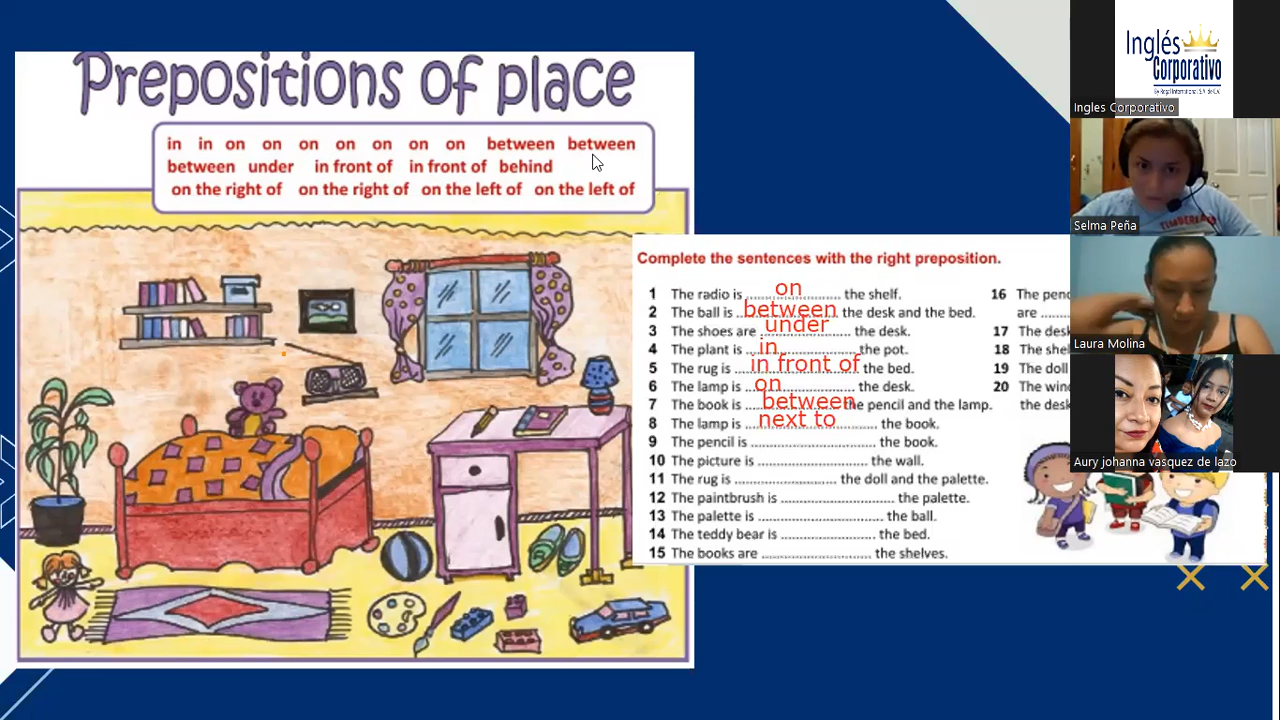 Prepositions of place
in in on on on on on on on between between
between under in front of in front of behind
on the right of on the right of on the left of on the left of
Complete the sentences with the right preposition.
1 The radio is on the shelf.
2 The ball is between the desk and the bed.
3 The shoes are under the desk.
4 The plant is in the pot.
5 The rug is in front of the bed.
6 The lamp is on the desk.
7 The book is between the pencil and the lamp.
8 The lamp is next to the book.
9 The pencil is ........................ the book.
10 The picture is ........................ the wall.
11 The rug is ........................ the doll and the palette.
12 The paintbrush is ........................ the palette.
13 The palette is ........................ the ball.
14 The teddy bear is ........................ the bed.
15 The books are ........................ the shelves.
16 The penc
are ........
17 The desk
18 The shel
19 The doll
20 The wind
the desk
Inglés
Corporativo
Ingles Corporativo
TIMBERLAND
Selma Peña
Laura Molina
Aury johanna vasquez de lazo